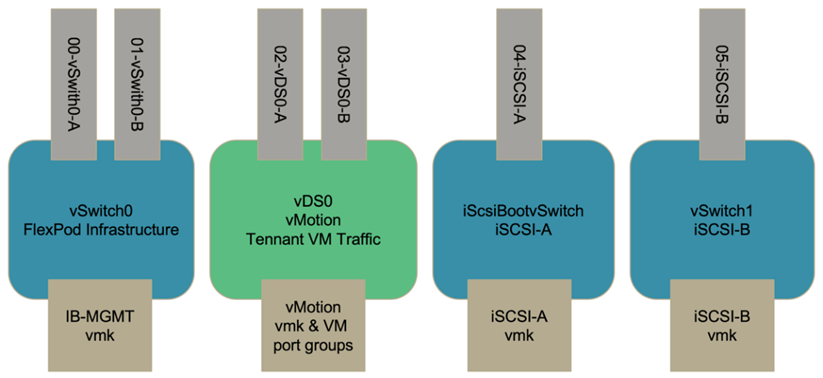 00-vSwith0-A
01-vSwith0-B
02-vDS0-A
03-vDS0-B
04-iSCSI-A
05-iSCSI-B
vSwitch0
FlexPod Infrastructure
vDS0
vMotion
Tennant VM Traffic
iScsiBootvSwitch
iSCSI-A
vSwitch1
iSCSI-B
IB-MGMT
vmk
vMotion
vmk & VM
port groups
iSCSI-A
vmk
iSCSI-B
vmk